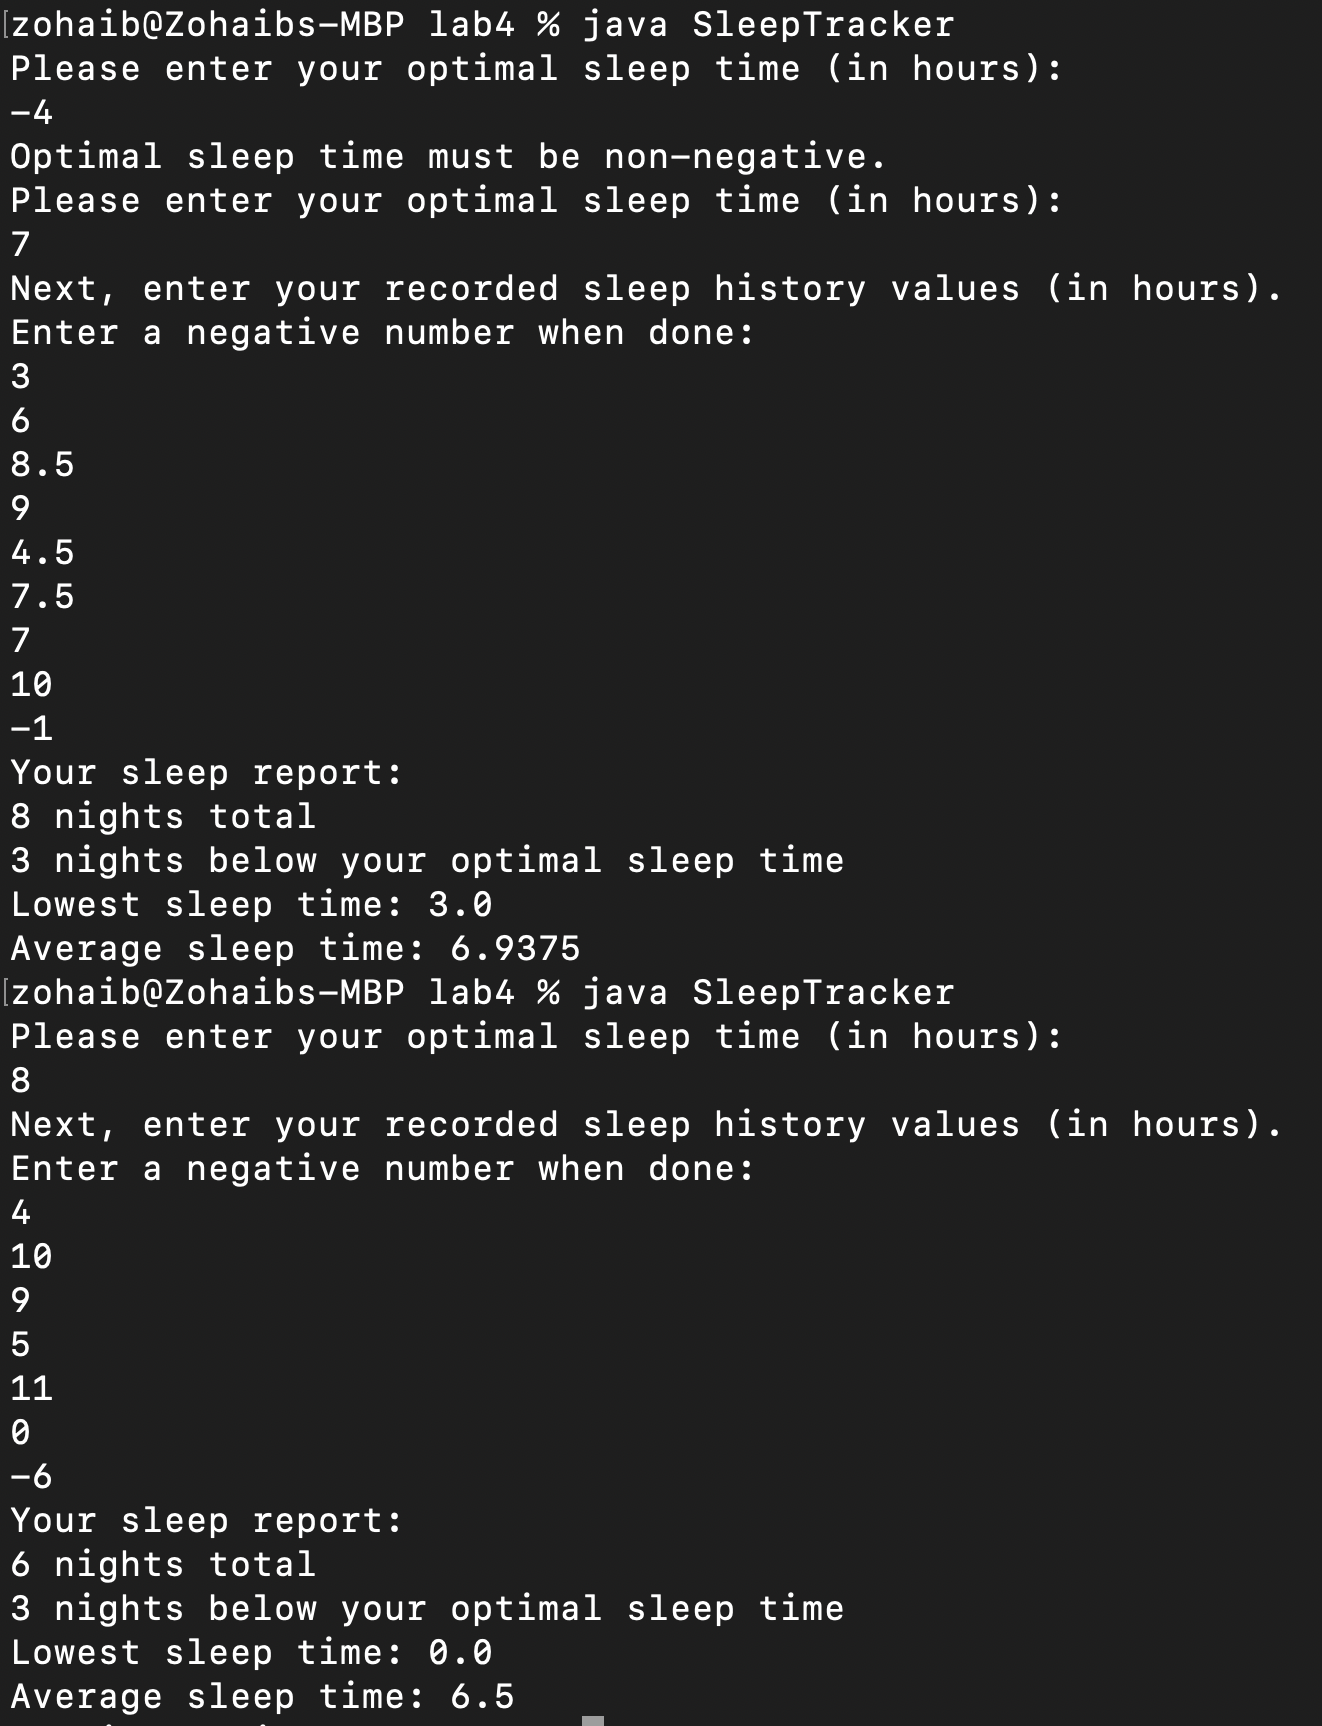 [zohaib@Zohaibs-MBP lab4 % java SleepTracker
Please enter your optimal sleep time (in hours):
-4
Optimal sleep time must be non-negative.
Please enter your optimal sleep time (in hours):
7
Next, enter your recorded sleep history values (in hours).
Enter a negative number when done:
3
6
8.5
9
4.5
7.5
7
10
-1
Your sleep report:
8 nights total
3 nights below your optimal sleep time
Lowest sleep time: 3.0
Average sleep time: 6.9375
[zohaib@Zohaibs-MBP lab4 % java SleepTracker
Please enter your optimal sleep time (in hours):
8
Next, enter your recorded sleep history values (in hours).
Enter a negative number when done:
4
10
9
5
11
0
-6
Your sleep report:
6 nights total
3 nights below your optimal sleep time
Lowest sleep time: 0.0
Average sleep time: 6.5